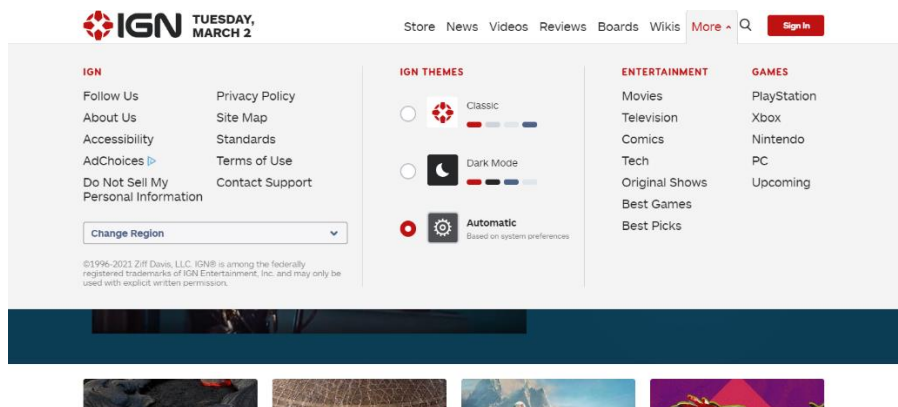 IGN TUESDAY,
MARCH 2
Store News Videos Reviews Boards Wikis More Sign In
IGN
Follow Us
About Us
Accessibility
AdChoices
Do Not Sell My
Personal Information
Privacy Policy
Site Map
Standards
Terms of Use
Contact Support
Change Region
©1996-2021 Ziff Davis, LLC. IGN® is among the federally
registered trademarks of IGN Entertainment, Inc. and may only be
used with explicit written permission.
IGN THEMES
Classic
Dark Mode
Automatic
Based on system preferences
ENTERTAINMENT
Movies
Television
Comics
Tech
Original Shows
Best Games
Best Picks
GAMES
PlayStation
Xbox
Nintendo
PC
Upcoming